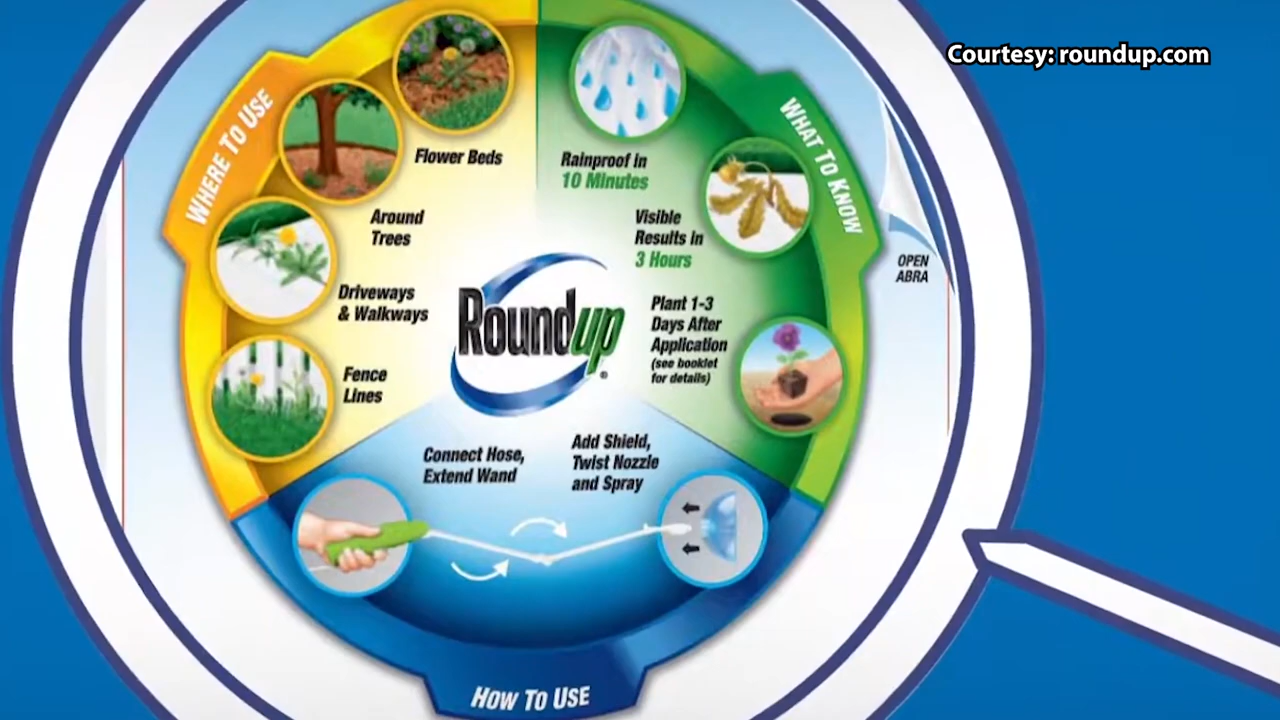 Courtesy: roundup.com
WHERE TO USE
Flower Beds
Around
Trees
Driveways
& Walkways
Fence
Lines
Roundup®
WHAT TO KNOW
Rainproof in
10 Minutes
Visible
Results in
3 Hours
Plant 1-3
Days After
Application
(see booklet
for details)
OPEN
ABRA
Connect Hose,
Extend Wand
Add Shield,
Twist Nozzle
and Spray
HOW TO USE